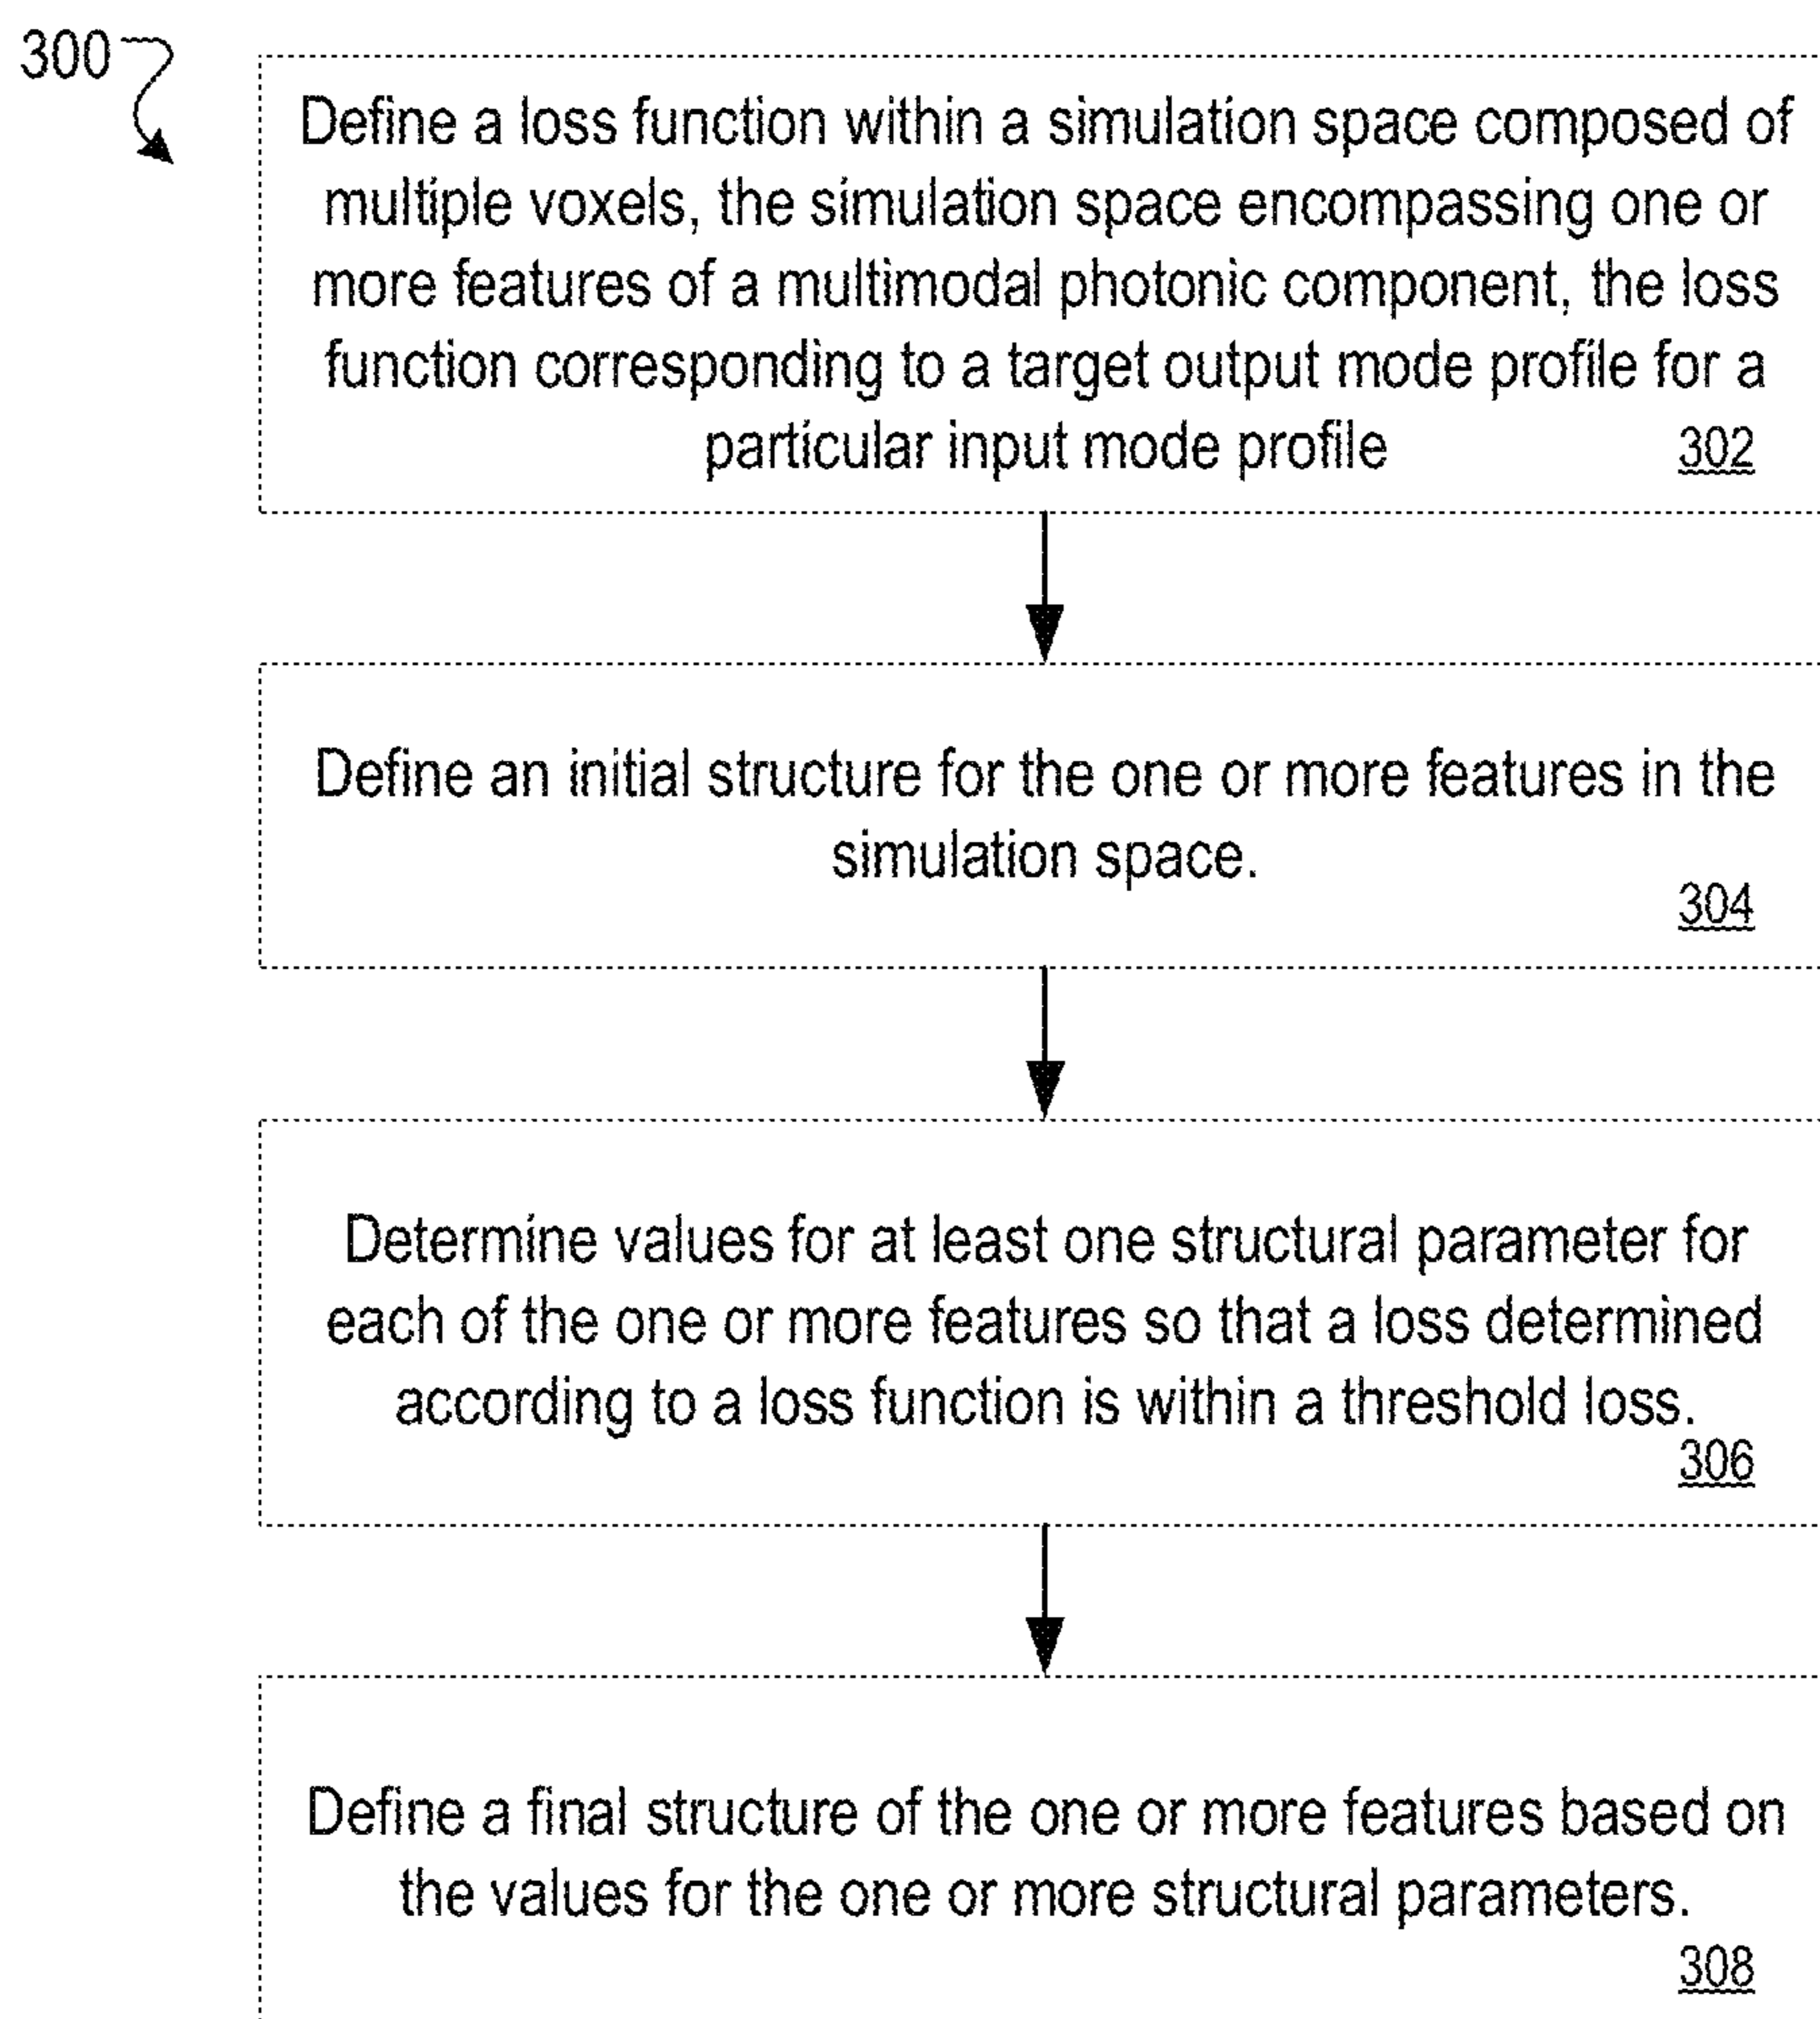 300
Define a loss function within a simulation space composed of
multiple voxels, the simulation space encompassing one or
more features of a multimodal photonic component, the loss
function corresponding to a target output mode profile for a
particular input mode profile 302
Define an initial structure for the one or more features in the
simulation space.
304
Determine values for at least one structural parameter for
each of the one or more features so that a loss determined
according to a loss function is within a threshold loss.
306
Define a final structure of the one or more features based on
the values for the one or more structural parameters.
308